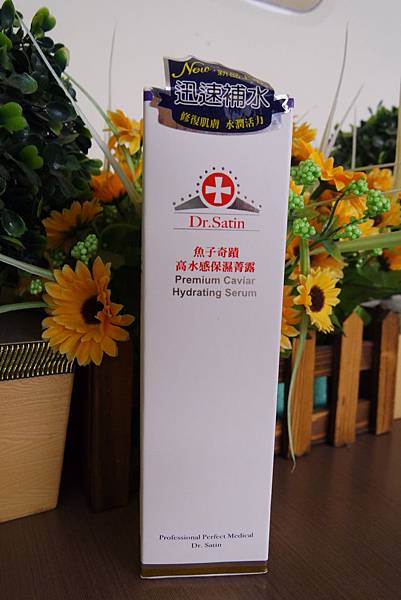 New
迅速補水
修復肌膚 水潤活力
Dr.Satin
魚子奇蹟
高水感保濕菁露
Premium Caviar
Hydrating Serum
Professional Perfect Medical
Dr. Satin